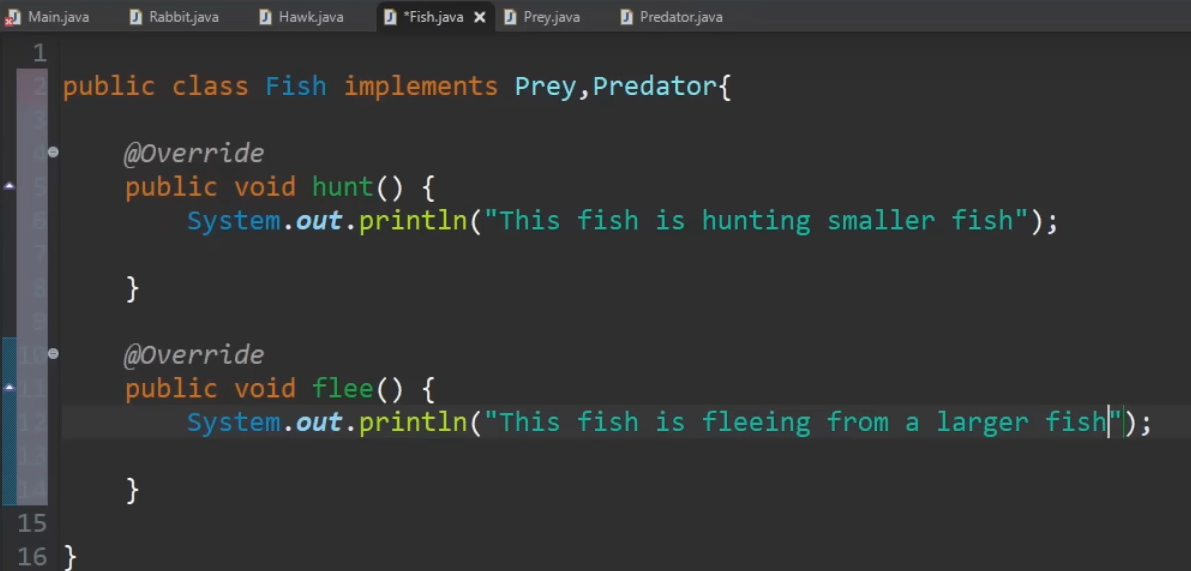 Main.java Rabbit.java Hawk.java *Fish.java Prey.java Predator.java
1
2 public class Fish implements Prey,Predator{
3
4 @Override
5 public void hunt() {
6 System.out.println("This fish is hunting smaller fish");
7
8 }
9
10 @Override
11 public void flee() {
12 System.out.println("This fish is fleeing from a larger fish");
13
14 }
15
16 }